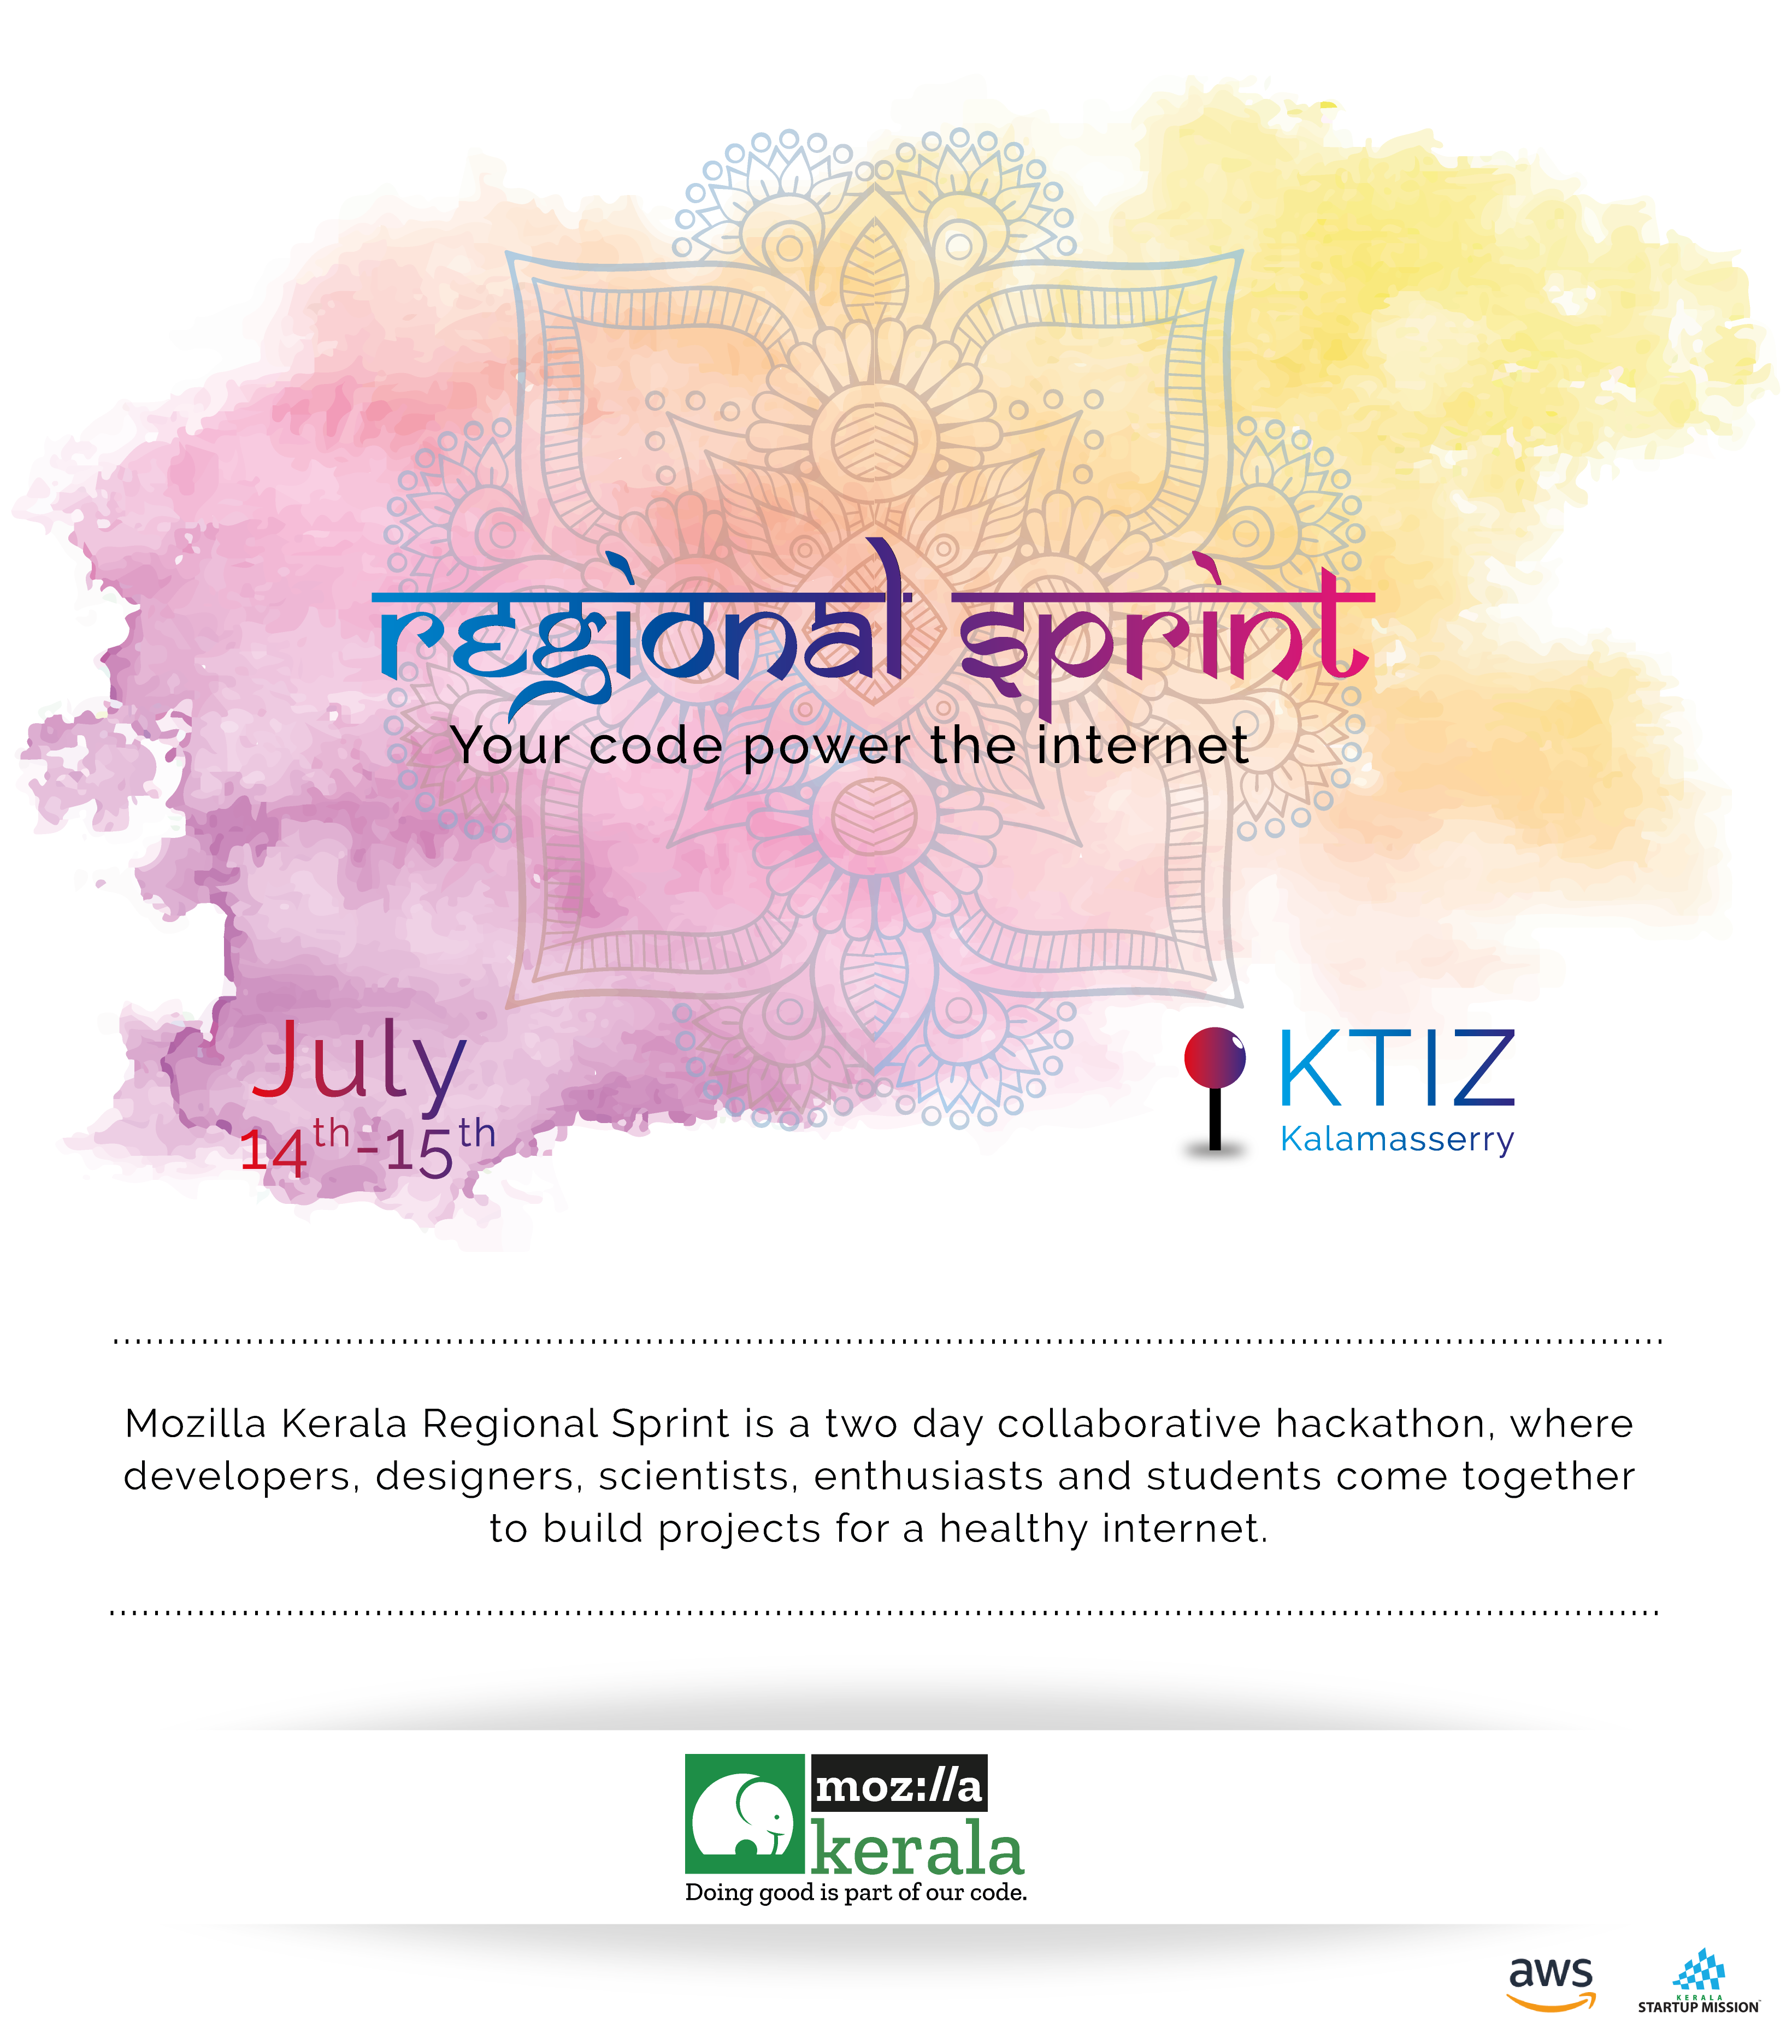 regional sprint
Your code power the internet
July
14th-15th
KTIZ
Kalamasserry
Mozilla Kerala Regional Sprint is a two day collaborative hackathon, where
developers, designers, scientists, enthusiasts and students come together
to build projects for a healthy internet.
moz://a
kerala
Doing good is part of our code.
aws
KERALA
STARTUP MISSION